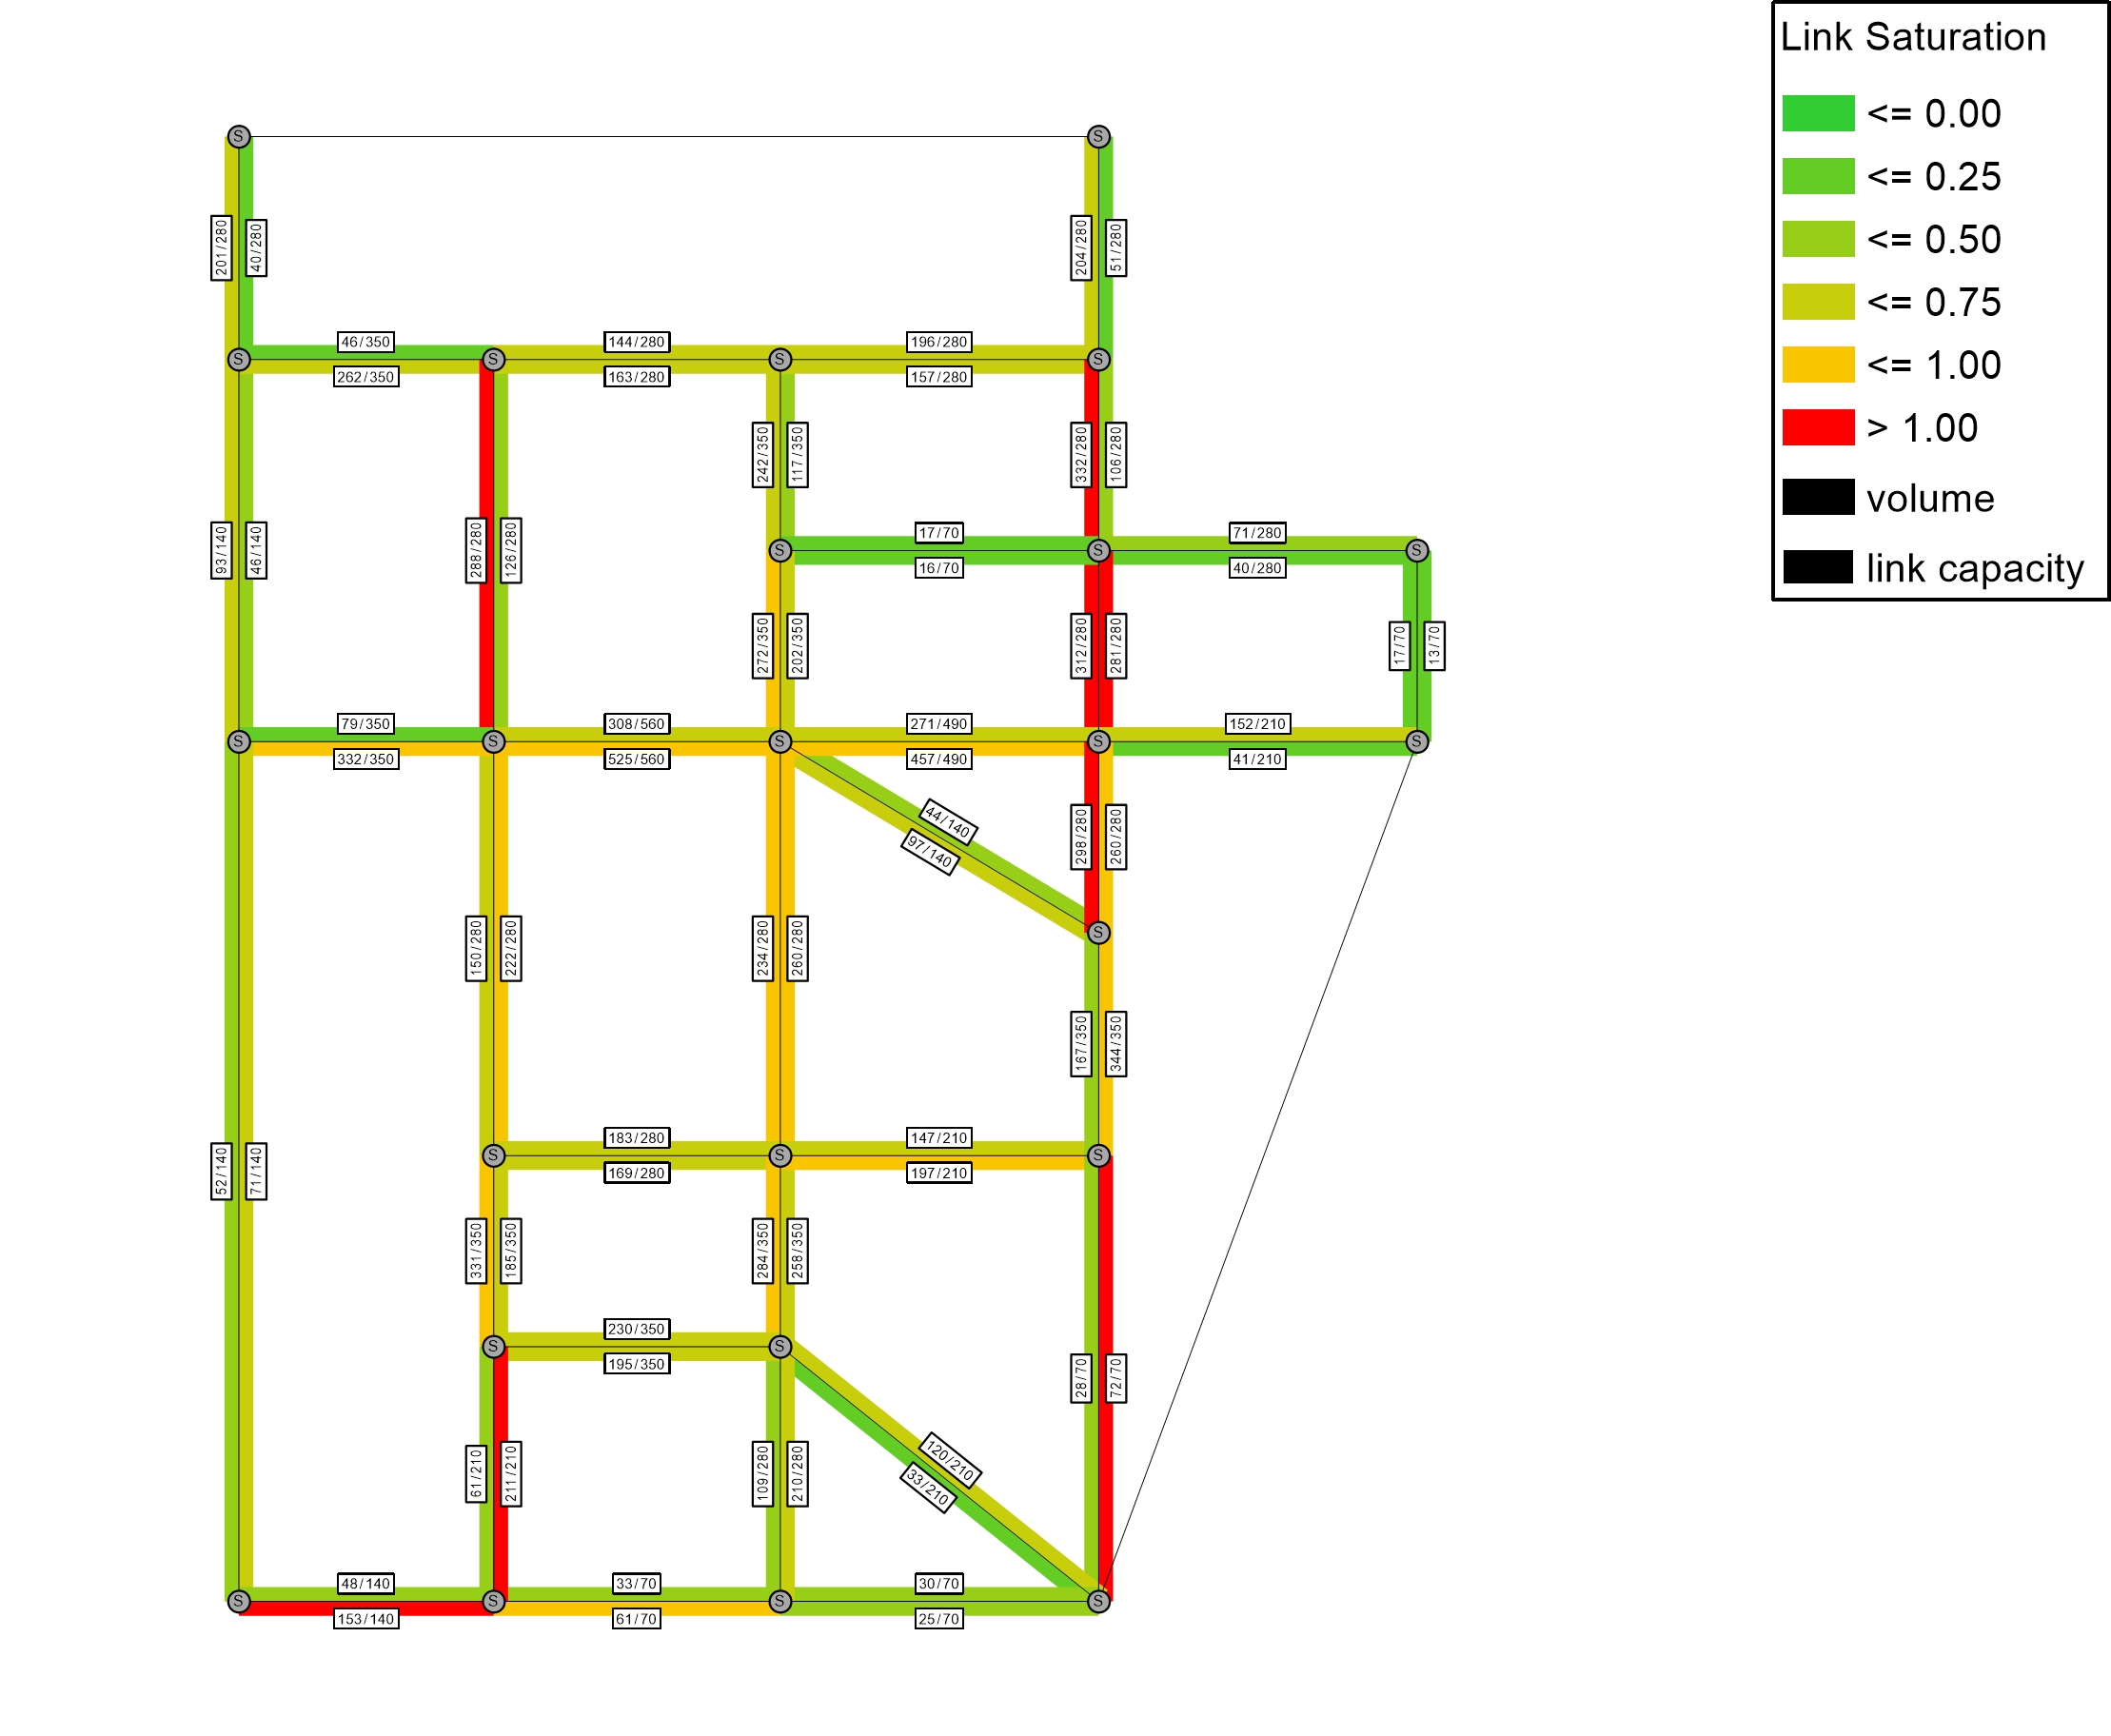 Link Saturation
<= 0.00
<= 0.25
<= 0.50
<= 0.75
<= 1.00
> 1.00
volume
link capacity
S
S
201/280
40/280
204/280
51/280
46/350
144/280
196/280
S
S
S
S
262/350
163/280
157/280
242/350
117/350
332/280
106/280
93/140
46/140
288/280
126/280
17/70
71/280
S
S
S
16/70
40/280
272/350
202/350
312/280
281/280
17/70
13/70
79/350
308/560
271/490
152/210
S
S
S
S
S
332/350
525/560
457/490
41/210
44/140
97/140
298/280
260/280
S
150/280
222/280
234/280
260/280
167/350
344/350
183/280
147/210
S
S
S
169/280
197/210
52/140
71/140
331/350
185/350
284/350
258/350
230/350
S
S
195/350
28/70
72/70
120/210
33/210
61/210
211/210
109/280
210/280
48/140
33/70
30/70
S
S
S
S
153/140
61/70
25/70